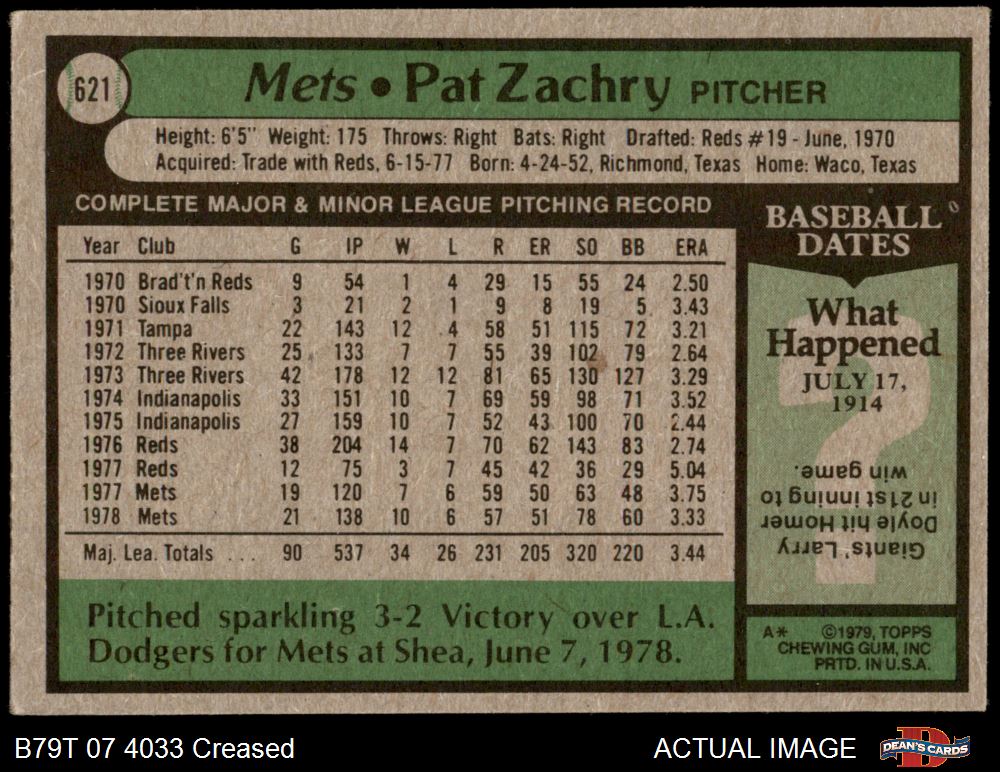 621
Mets • Pat Zachry PITCHER
Height: 6'5" Weight: 175 Throws: Right Bats: Right Drafted: Reds #19 - June, 1970
Acquired: Trade with Reds, 6-15-77 Born: 4-24-52, Richmond, Texas Home: Waco, Texas
COMPLETE MAJOR & MINOR LEAGUE PITCHING RECORD
Year Club G IP W L R ER SO BB ERA
1970 Brad't'n Reds 9 54 1 4 29 15 55 24 2.50
1970 Sioux Falls 3 21 2 1 9 8 19 5 3.43
1971 Tampa 22 143 12 4 58 51 115 72 3.21
1972 Three Rivers 25 133 7 7 55 39 102 79 2.64
1973 Three Rivers 42 178 12 12 81 65 130 127 3.29
1974 Indianapolis 33 151 10 7 69 59 98 71 3.52
1975 Indianapolis 27 159 10 7 52 43 100 70 2.44
1976 Reds 38 204 14 7 70 62 143 83 2.74
1977 Reds 12 75 3 7 45 42 36 29 5.04
1977 Mets 19 120 7 6 59 50 63 48 3.75
1978 Mets 21 138 10 6 57 51 78 60 3.33
Maj. Lea. Totals . . . 90 537 34 26 231 205 320 220 3.44
Pitched sparkling 3-2 Victory over L.A.
Dodgers for Mets at Shea, June 7, 1978.
BASEBALL
DATES
What
Happened
JULY 17,
1914
?
Giants' Larry
Doyle hit Homer
in 21st inning to
win game.
A* ©1979, TOPPS
CHEWING GUM, INC
PRTD. IN U.S.A.
B79T 07 4033 Creased
ACTUAL IMAGE
DEAN'S CARDS